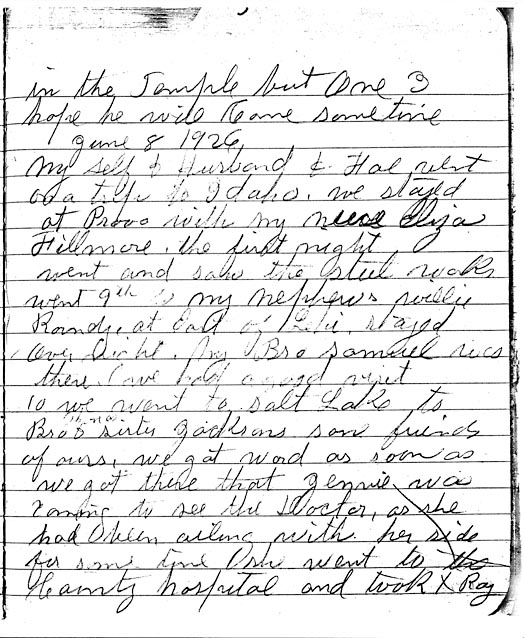 in the Temple but One I
hope he will Come sometime
June 8 1926
My self & Husband & Hal went
on a trip to Idaho. we stayed
at Provo with my neice Eliza
Fillmore. the first night
went and saw the steel works
went 9th to my nephews Willie
Roundy. at East of Lehi. stayed
Over Night. My Bro Samuel was
there. we had a good visit
10 we went to Salt Lake to
Bro & sister Jacksons som friends
of ours, we got word as soon as
we got there that Jennie was
Coming to see the Doctor, as she
had been ailing with her side
for some time she went to the
County hospital and took X Ray